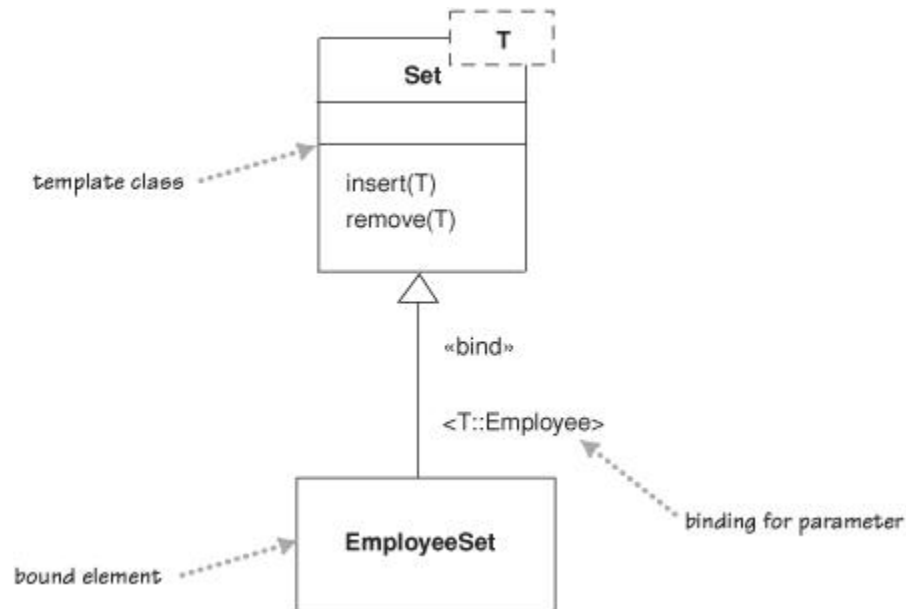 T
Set
template class
insert(T)
remove(T)
«bind»
<T::Employee>
binding for parameter
EmployeeSet
bound element